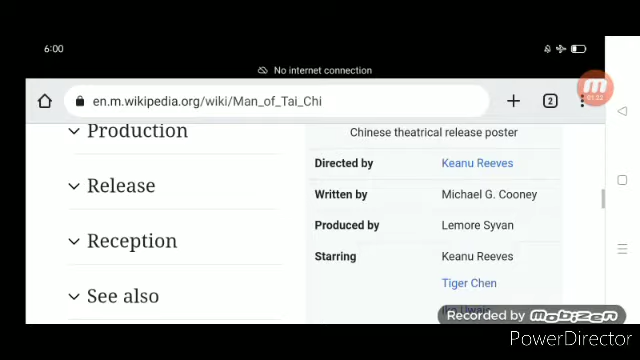 6:00
No internet connection
en.m.wikipedia.org/wiki/Man_of_Tai_Chi
2
01:22
Production
Release
Reception
See also
Chinese theatrical release poster
Directed by Keanu Reeves
Written by Michael G. Cooney
Produced by Lemore Syvan
Starring Keanu Reeves
Tiger Chen
Recorded by Mobizen
PowerDirector